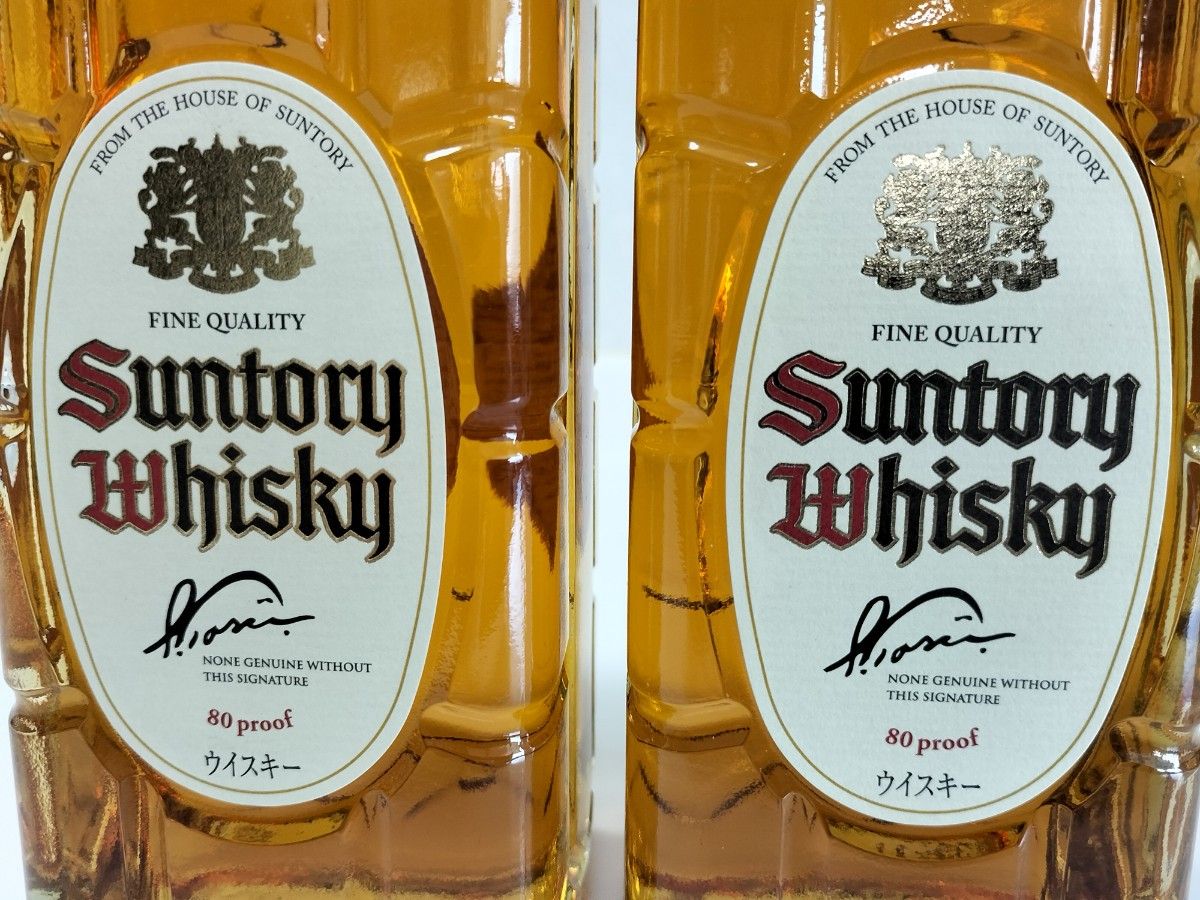 FROM THE HOUSE OF SUNTORY
FINE QUALITY
Suntory
Whisky
NONE GENUINE WITHOUT
THIS SIGNATURE
80 proof
ウイスキー
FROM THE HOUSE OF SUNTORY
FINE QUALITY
Suntory
Whisky
NONE GENUINE WITHOUT
THIS SIGNATURE
80 proof
ウイスキー